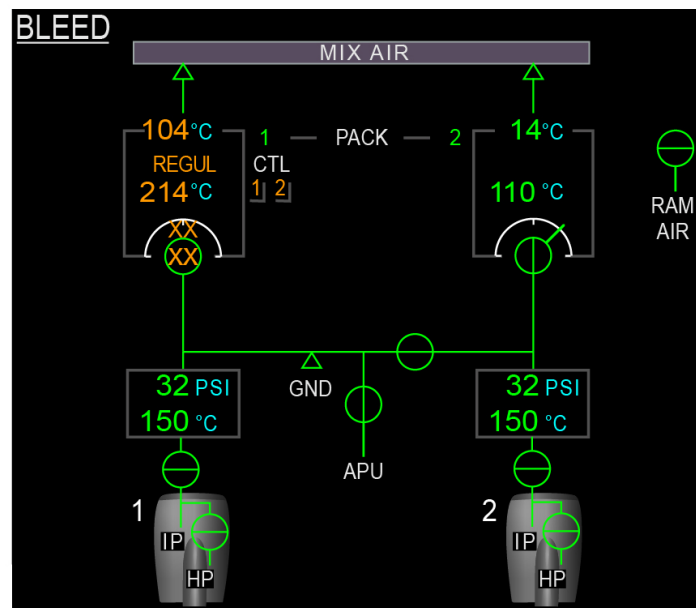 BLEED
MIX AIR
104°C 1 PACK 2 14°C
REGUL CTL
214°C 1 2 110°C
RAM
AIR
XX
XX
32 PSI GND 32 PSI
150 °C 150 °C
APU
1 2
IP IP
HP HP